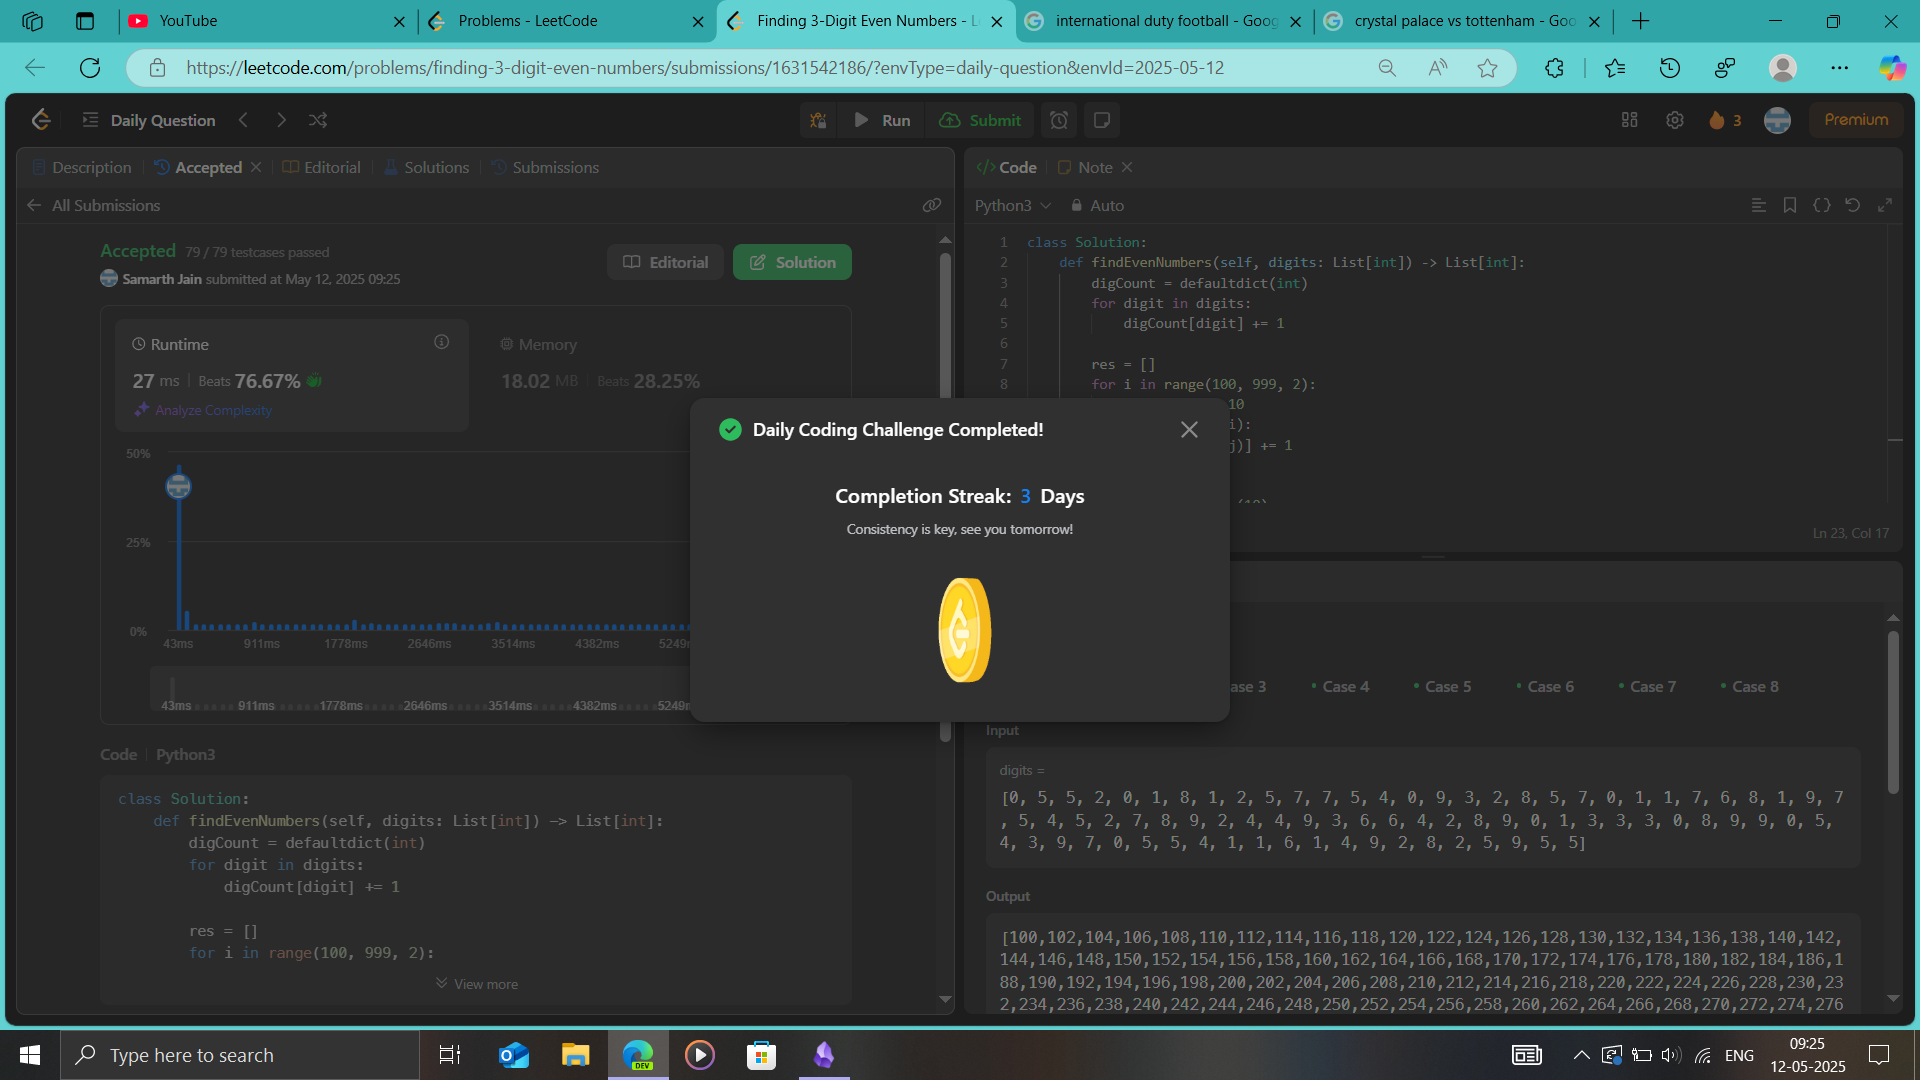 YouTube
Problems - LeetCode
Finding 3-Digit Even Numbers - L
international duty football - Goog
crystal palace vs tottenham - Goo
https://leetcode.com/problems/finding-3-digit-even-numbers/submissions/1631542186/?envType=daily-question&envId=2025-05-12
Daily Question
Run
Submit
3
Premium
Description
Accepted
Editorial
Solutions
Submissions
All Submissions
Accepted 79 / 79 testcases passed
Samarth Jain submitted at May 12, 2025 09:25
Editorial
Solution
Runtime
27 ms | Beats 76.67%
Analyze Complexity
Memory
18.02 MB | Beats 28.25%
50%
25%
0%
43ms 911ms 1778ms 2646ms 3514ms 4382ms 5249m
43ms 911ms 1778ms 2646ms 3514ms 4382ms 5249m
Code | Python3
class Solution:
def findEvenNumbers(self, digits: List[int]) -> List[int]:
digCount = defaultdict(int)
for digit in digits:
digCount[digit] += 1
res = []
for i in range(100, 999, 2):
View more
Daily Coding Challenge Completed!
Completion Streak: 3 Days
Consistency is key, see you tomorrow!
Code
Note
Python3
Auto
1 class Solution:
2 def findEvenNumbers(self, digits: List[int]) -> List[int]:
3 digCount = defaultdict(int)
4 for digit in digits:
5 digCount[digit] += 1
6
7 res = []
8 for i in range(100, 999, 2):
10
i):
j)] += 1
Ln 23, Col 17
ase 3
Case 4
Case 5
Case 6
Case 7
Case 8
Input
digits =
[0, 5, 5, 2, 0, 1, 8, 1, 2, 5, 7, 7, 5, 4, 0, 9, 3, 2, 8, 5, 7, 0, 1, 1, 7, 6, 8, 1, 9, 7
, 5, 4, 5, 2, 7, 8, 9, 2, 4, 4, 9, 3, 6, 6, 4, 2, 8, 9, 0, 1, 3, 3, 3, 0, 8, 9, 9, 0, 5,
4, 3, 9, 7, 0, 5, 5, 4, 1, 1, 6, 1, 4, 9, 2, 8, 2, 5, 9, 5, 5]
Output
[100,102,104,106,108,110,112,114,116,118,120,122,124,126,128,130,132,134,136,138,140,142,
144,146,148,150,152,154,156,158,160,162,164,166,168,170,172,174,176,178,180,182,184,186,1
88,190,192,194,196,198,200,202,204,206,208,210,212,214,216,218,220,222,224,226,228,230,23
2,234,236,238,240,242,244,246,248,250,252,254,256,258,260,262,264,266,268,270,272,274,276
Type here to search
DEV
ENG
09:25
12-05-2025